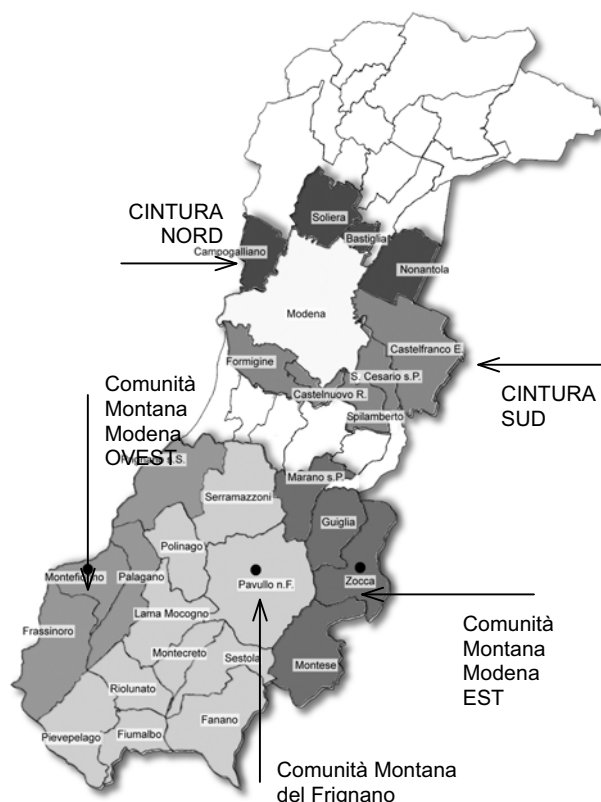 Soliera
CINTURA
NORD
Bastiglia
Campogalliano
Nonantola
Modena
Castelfranco E.
Formigine
S. Cesario s.P.
Castelnuovo R.
CINTURA
SUD
Spilamberto
Comunità
Montana
Modena
OVEST
Marano s.P.
Serramazzoni
Guiglia
Polinago
Montefiorino
Palagano
Pavullo n.F.
Zocca
Lama Mocogno
Frassinoro
Comunità
Montana
Modena
EST
Montecreto
Sestola
Montese
Riolunato
Fanano
Pievepelago
Fiumalbo
Comunità Montana
del Frignano